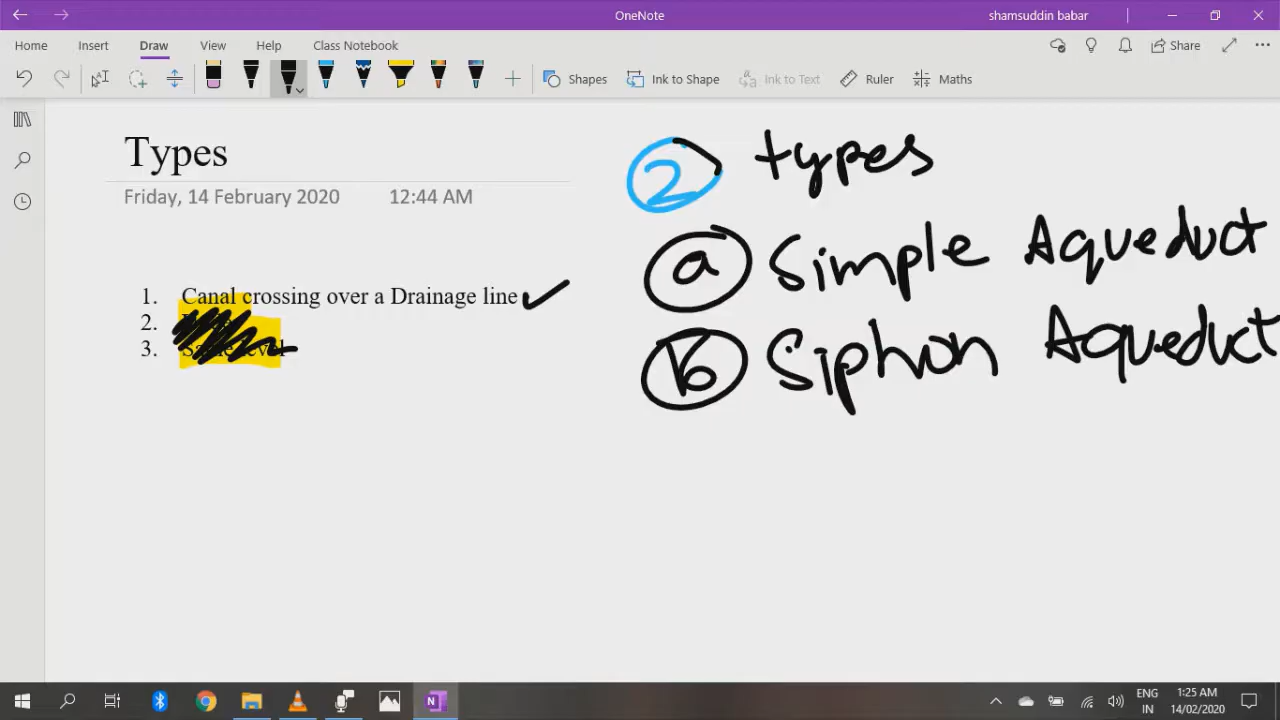 OneNote
shamsuddin babar
Home Insert Draw View Help Class Notebook
Share
Shapes Ink to Shape Ink to Text Ruler Maths
Types
Friday, 14 February 2020 12:44 AM
1. Canal crossing over a Drainage line
2.
3.
2 types
a Simple Aqueduct
b Siphon Aqueduct
ENG
IN
1:25 AM
14/02/2020